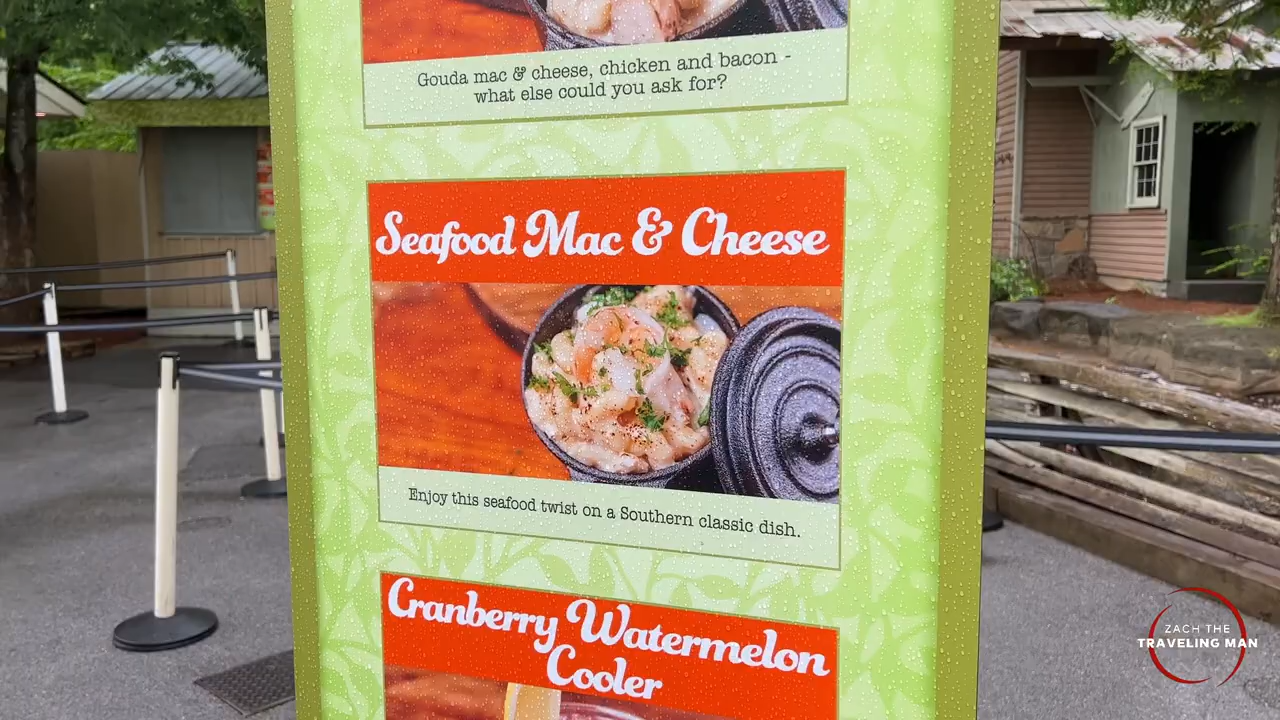 Gouda mac & cheese, chicken and bacon -
what else could you ask for?
Seafood Mac & Cheese
Enjoy this seafood twist on a Southern classic dish.
Cranberry Watermelon
Cooler
ZACH THE
TRAVELING MAN